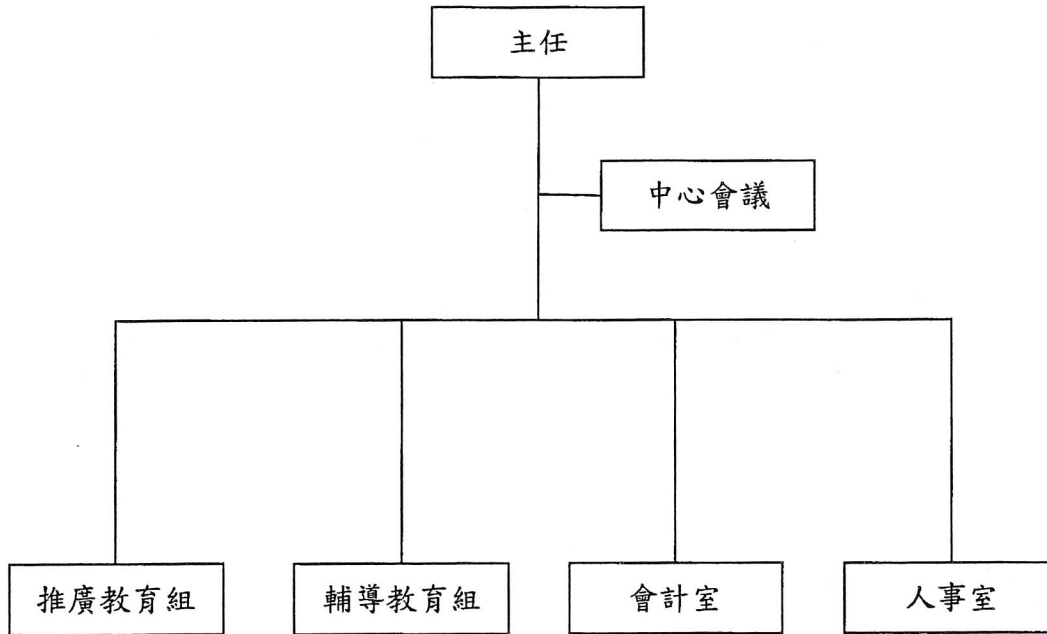 主任
中心會議
推廣教育組
輔導教育組
會計室
人事室